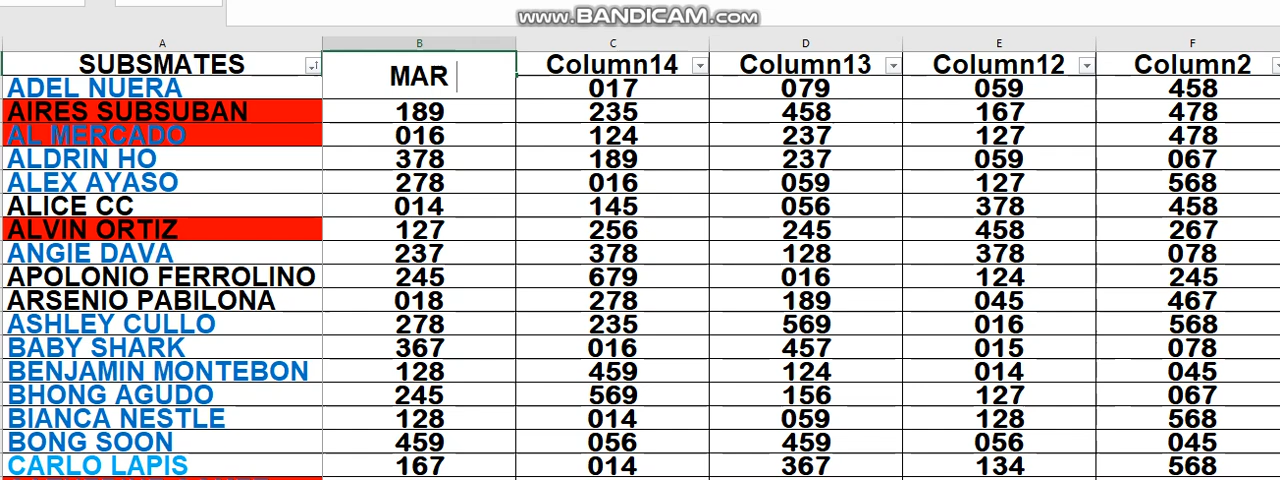 www.BANDICAM.com
A B C D E F
SUBSMATES MAR Column14 Column13 Column12 Column2
ADEL NUERA 017 079 059 458
AIRES SUBSUBAN 189 235 458 167 478
AL MERCADO 016 124 237 127 478
ALDRIN HO 378 189 237 059 067
ALEX AYASO 278 016 059 127 568
ALICE CC 014 145 056 378 458
ALVIN ORTIZ 127 256 245 458 267
ANGIE DAVA 237 378 128 378 078
APOLONIO FERROLINO 245 679 016 124 245
ARSENIO PABILONA 018 278 189 045 467
ASHLEY CULLO 278 235 569 016 568
BABY SHARK 367 016 457 015 078
BENJAMIN MONTEBON 128 459 124 014 045
BHONG AGUDO 245 569 156 127 067
BIANCA NESTLE 128 014 059 128 568
BONG SOON 459 056 459 056 045
CARLO LAPIS 167 014 367 134 568